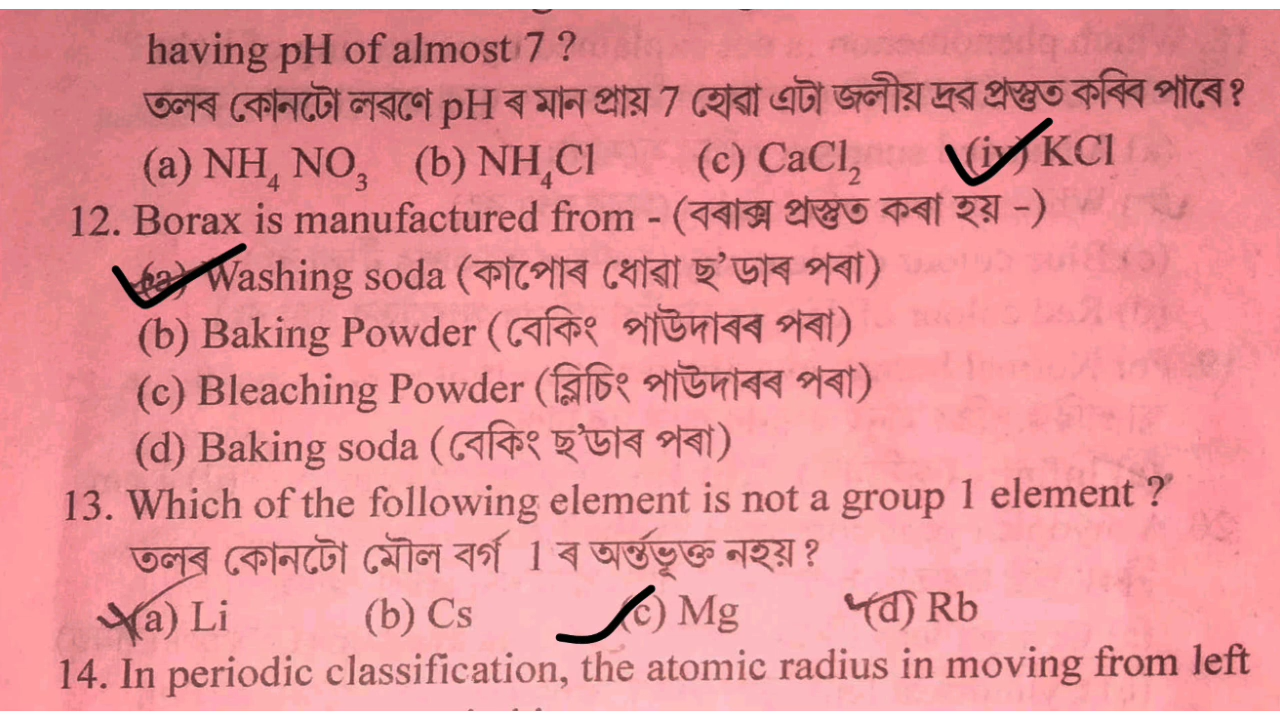 having pH of almost 7 ?
তলৰ কোনটো লৱণে pH ৰ মান প্ৰায় 7 হোৱা এটা জলীয় দ্ৰৱ প্ৰস্তুত কৰিব পাৰে ?
(a) NH₄ NO₃ (b) NH₄Cl (c) CaCl₂ (iv) KCl
12. Borax is manufactured from - (বৰাক্স প্ৰস্তুত কৰা হয় -)
(a) Washing soda (কাপোৰ ধোৱা ছ'ডাৰ পৰা)
(b) Baking Powder (বেকিং পাউদাৰৰ পৰা)
(c) Bleaching Powder (ব্লিচিং পাউদাৰৰ পৰা)
(d) Baking soda (বেকিং ছ'ডাৰ পৰা)
13. Which of the following element is not a group 1 element ?
তলৰ কোনটো মৌল বৰ্গ 1 ৰ অৰ্ন্তভূক্ত নহয় ?
(a) Li (b) Cs (c) Mg (d) Rb
14. In periodic classification, the atomic radius in moving from left